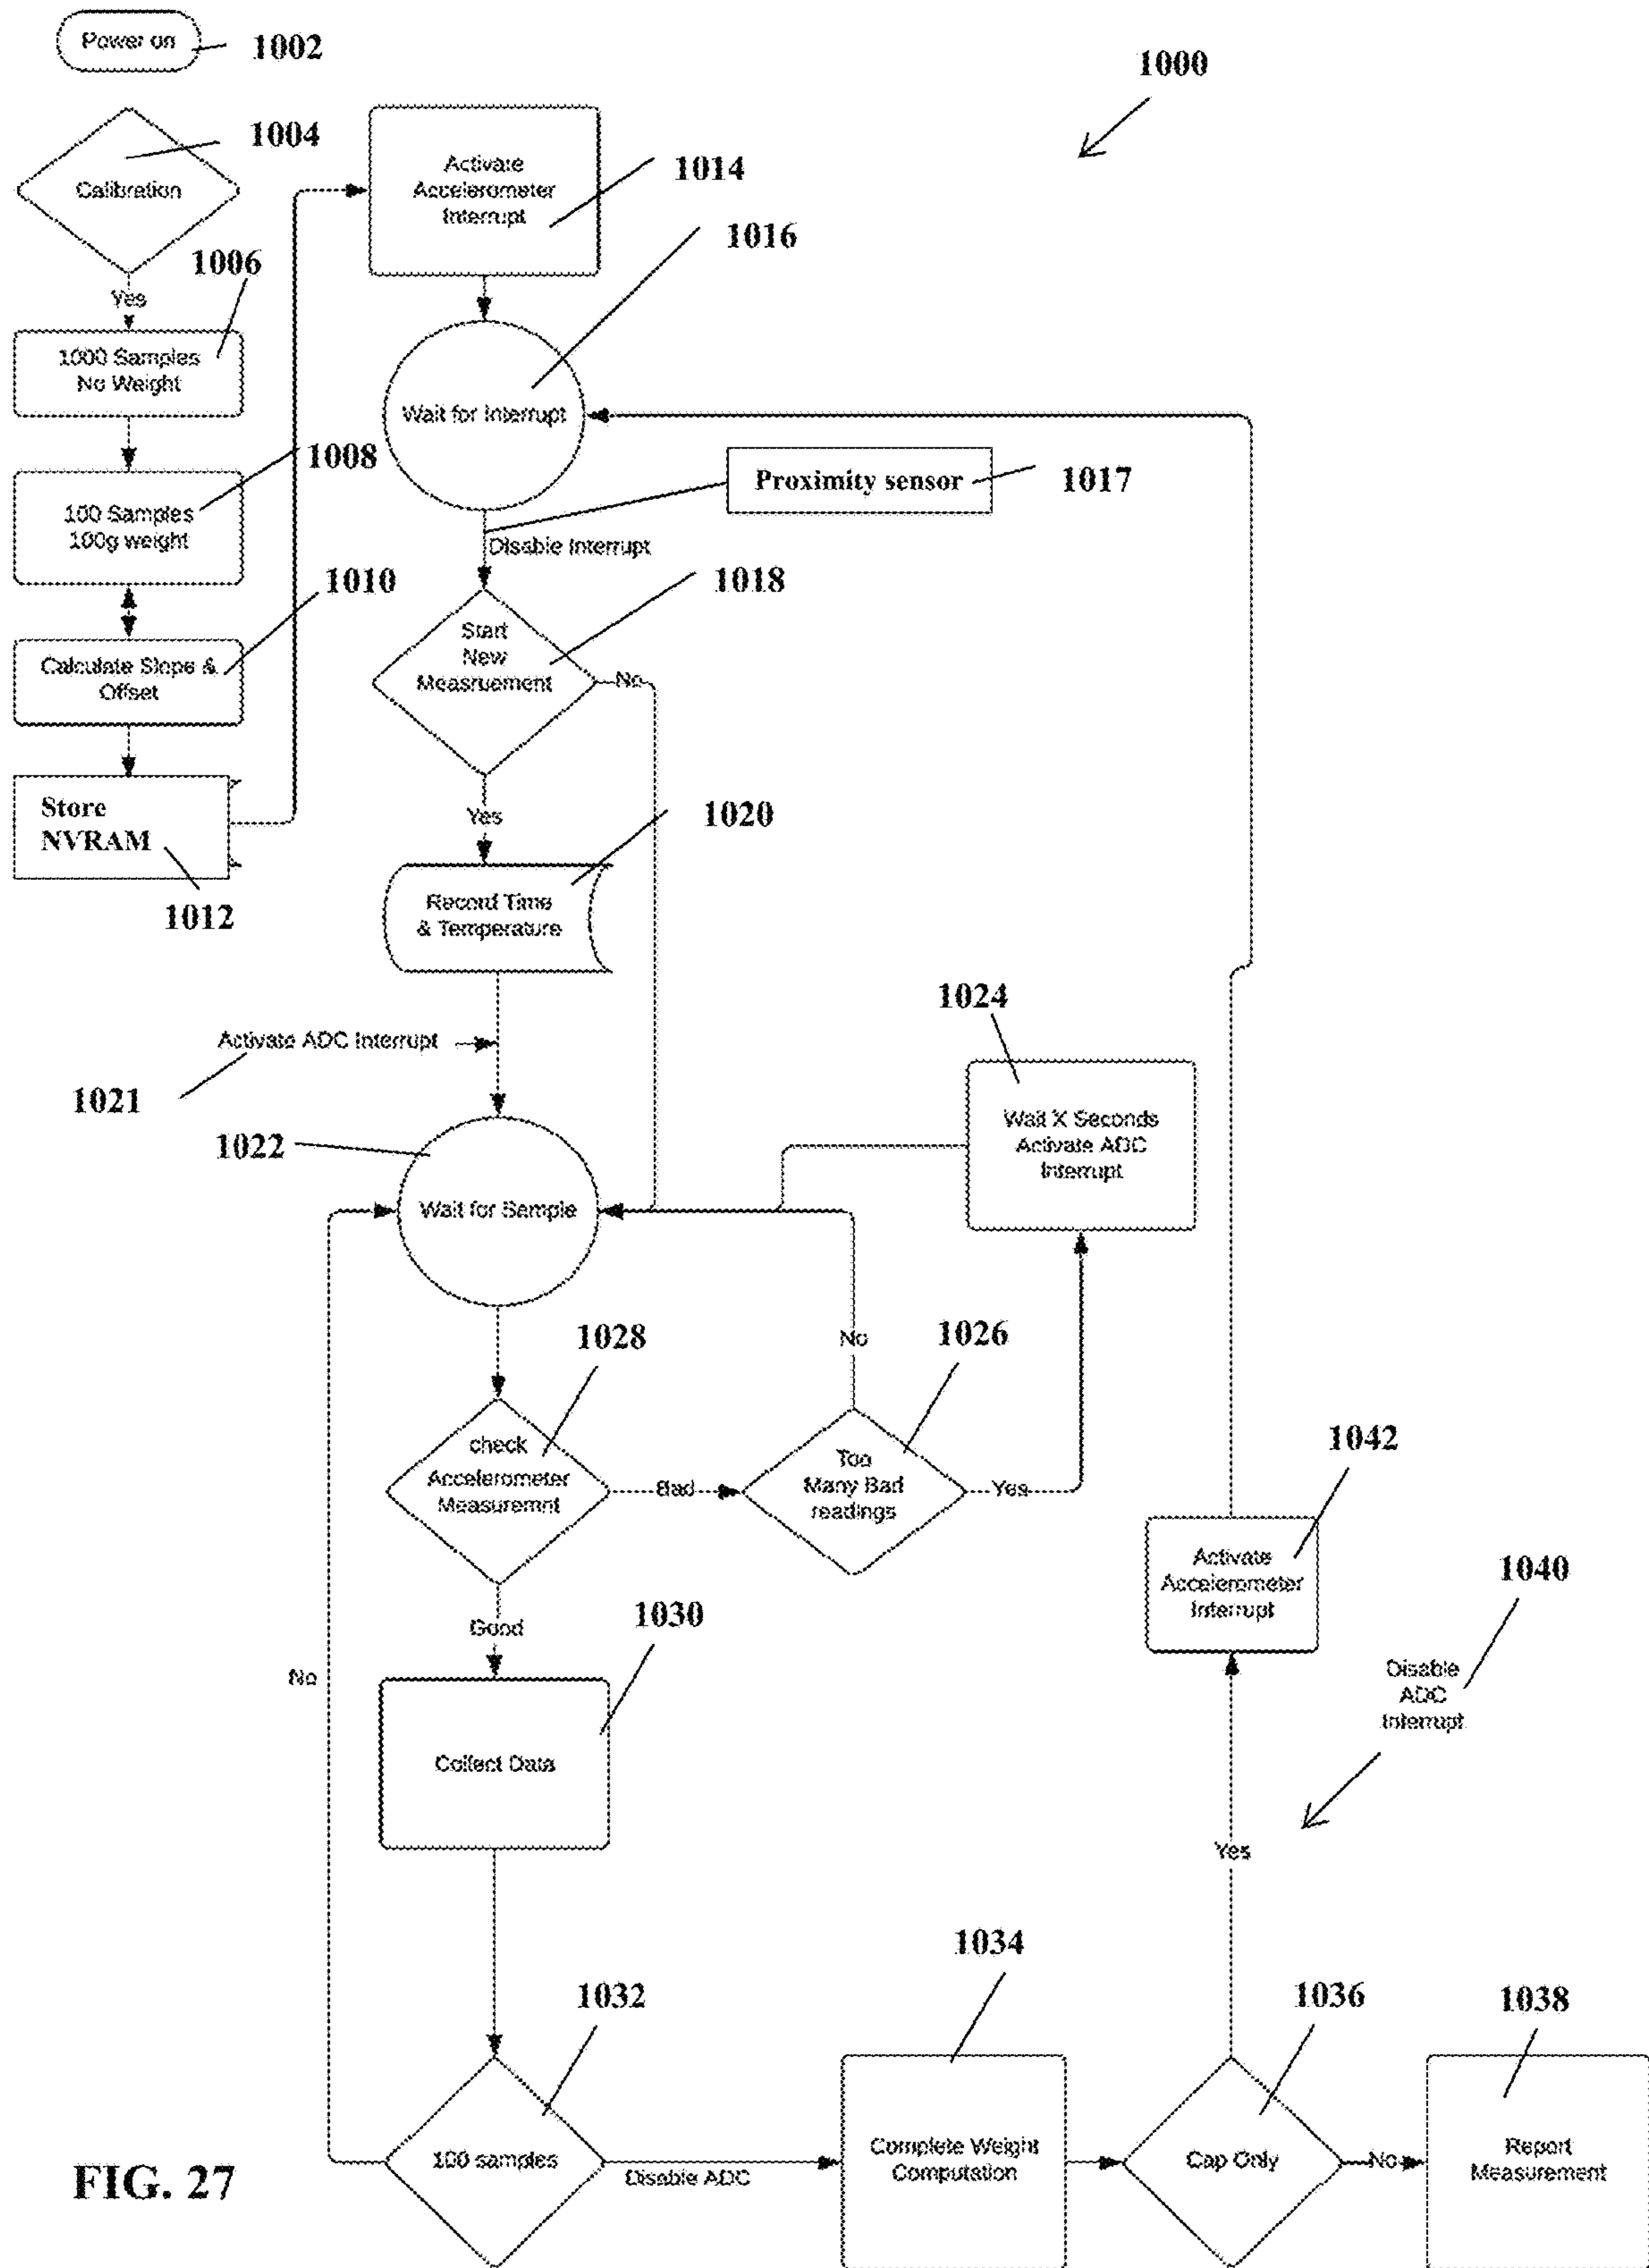 Power on
1002
1000
1004
Calibration
Activate
Accelerometer
Interrupt
1014
1016
1006
Yes
1000 Samples
No Weight
Wait for Interrupt
1008
Proximity sensor
1017
100 Samples
100g weight
Disable Interrupt
1010
1018
Calculate Slope &
Offset
Start
New
Measruement
No
Store
NVRAM
1012
Yes
1020
Record Time
& Temperature
1024
Activate ADC Interrupt
1021
Wait X Seconds
Activate ADC
Interrupt
1022
Wait for Sample
1028
No
1026
check
Accelerometer
Measuremnt
Bad
Too
Many Bad
readings
Yes
1042
Activate
Accelerometer
Interrupt
1040
Good
1030
No
Disable
ADC
Interrupt
Collect Data
Yes
1034
1032
1036
1038
100 samples
Disable ADC
Complete Weight
Computation
Cap Only
No
Report
Measurement
FIG. 27